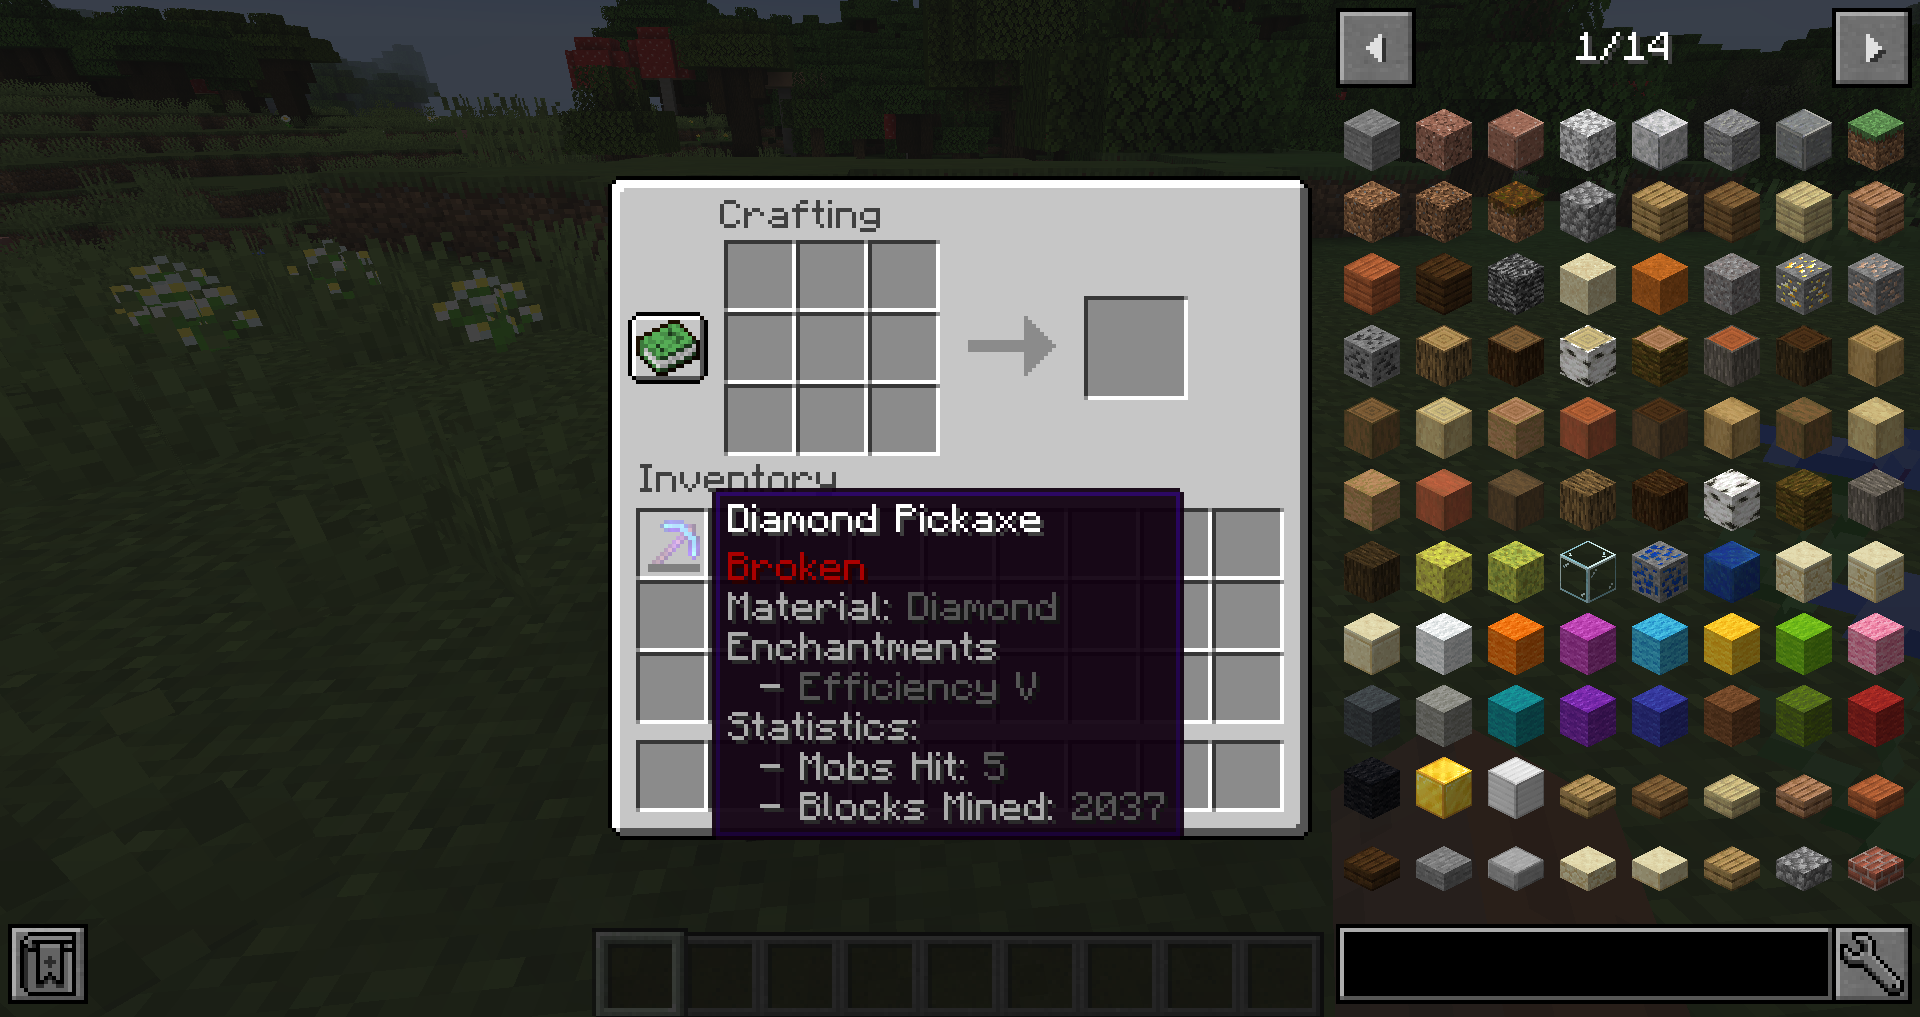 1/14
Crafting
Inventory
Diamond Pickaxe
Broken
Material: Diamond
Enchantments
- Efficiency V
Statistics:
- Mobs Hit: 5
- Blocks Mined: 2037